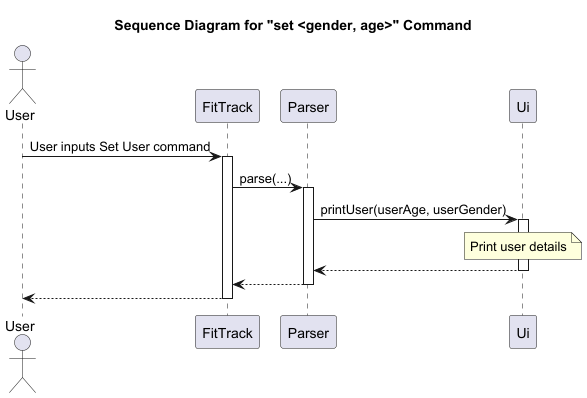 Sequence Diagram for "set <gender, age>" Command
User
FitTrack
Parser
Ui
User inputs Set User command
parse(...)
printUser(userAge, userGender)
Print user details
User
FitTrack
Parser
Ui